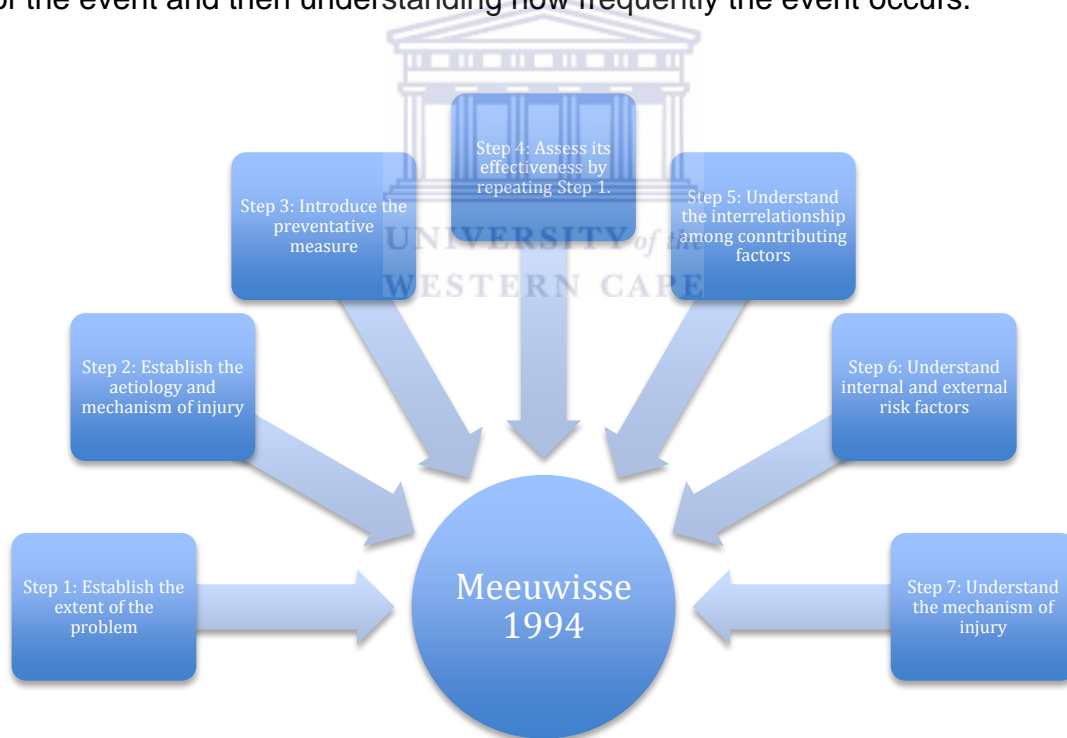 of the event and then understanding how frequently the event occurs.
Step 4: Assess its
effectiveness by
repeating Step 1.
Step 3: Introduce the
preventative
measure
Step 5: Understand
the interrelationship
among conntributing
factors
UNIVERSITY of the
WESTERN CAPE
Step 2: Establish the
aetiology and
mechanism of injury
Step 6: Understand
internal and external
risk factors
Step 1: Establish the
extent of the
problem
Meeuwisse
1994
Step 7: Understand
the mechanism of
injury